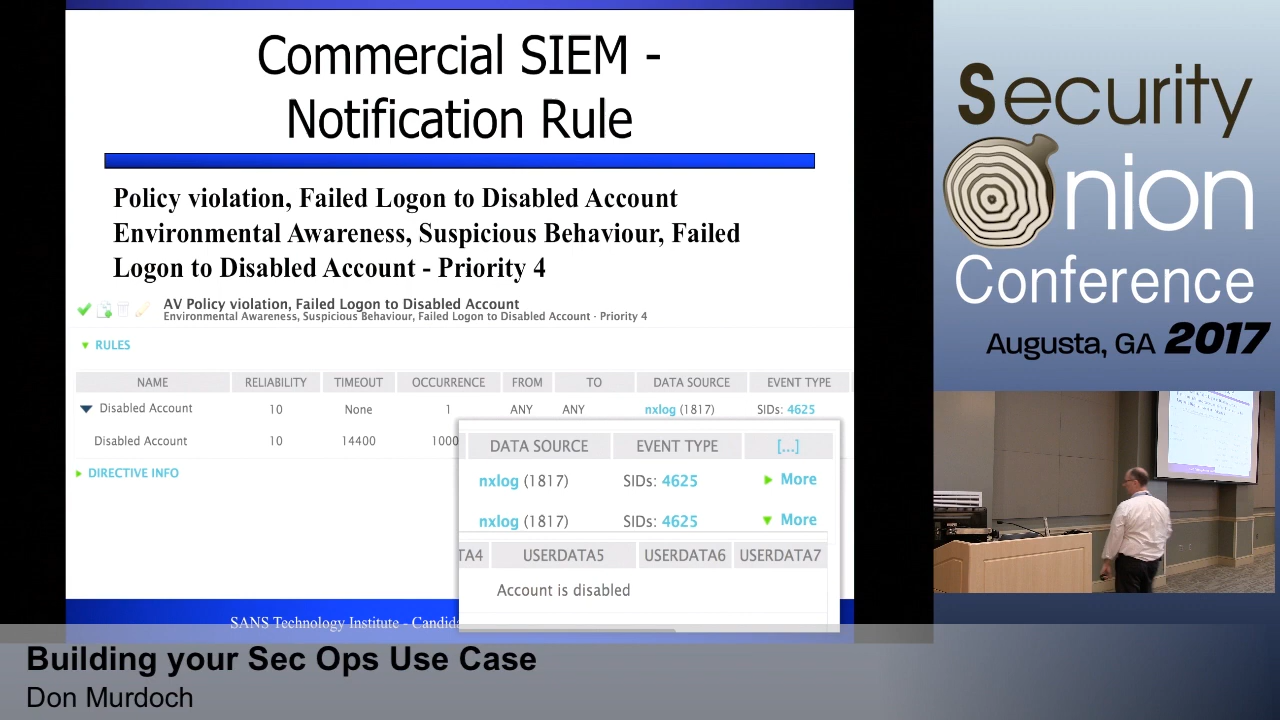 Commercial SIEM -
Notification Rule
Policy violation, Failed Logon to Disabled Account
Environmental Awareness, Suspicious Behaviour, Failed
Logon to Disabled Account - Priority 4
AV Policy violation, Failed Logon to Disabled Account
Environmental Awareness, Suspicious Behaviour, Failed Logon to Disabled Account - Priority 4
RULES
NAME RELIABILITY TIMEOUT OCCURRENCE FROM TO DATA SOURCE EVENT TYPE
Disabled Account 10 None 1 ANY ANY nxlog (1817) SIDs: 4625
Disabled Account 10 14400 1000
DIRECTIVE INFO
DATA SOURCE EVENT TYPE [...]
nxlog (1817) SIDs: 4625 More
nxlog (1817) SIDs: 4625 More
TA4 USERDATA5 USERDATA6 USERDATA7
Account is disabled
SANS Technology Institute - Candida
Security
Onion
Conference
Augusta, GA 2017
Building your Sec Ops Use Case
Don Murdoch